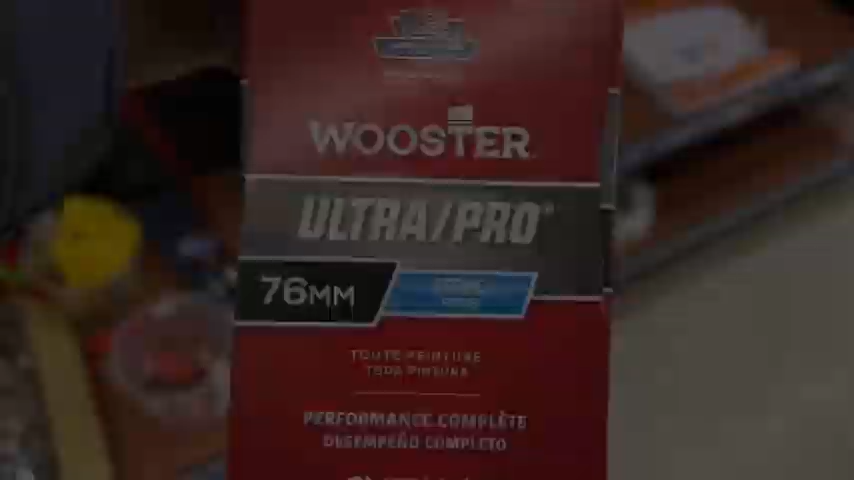 WOOSTER
ULTRA/PRO®
76MM
TOUTE PEINTURE
TODA PINTURA
PERFORMANCE COMPLÈTE
DESEMPEÑO COMPLETO